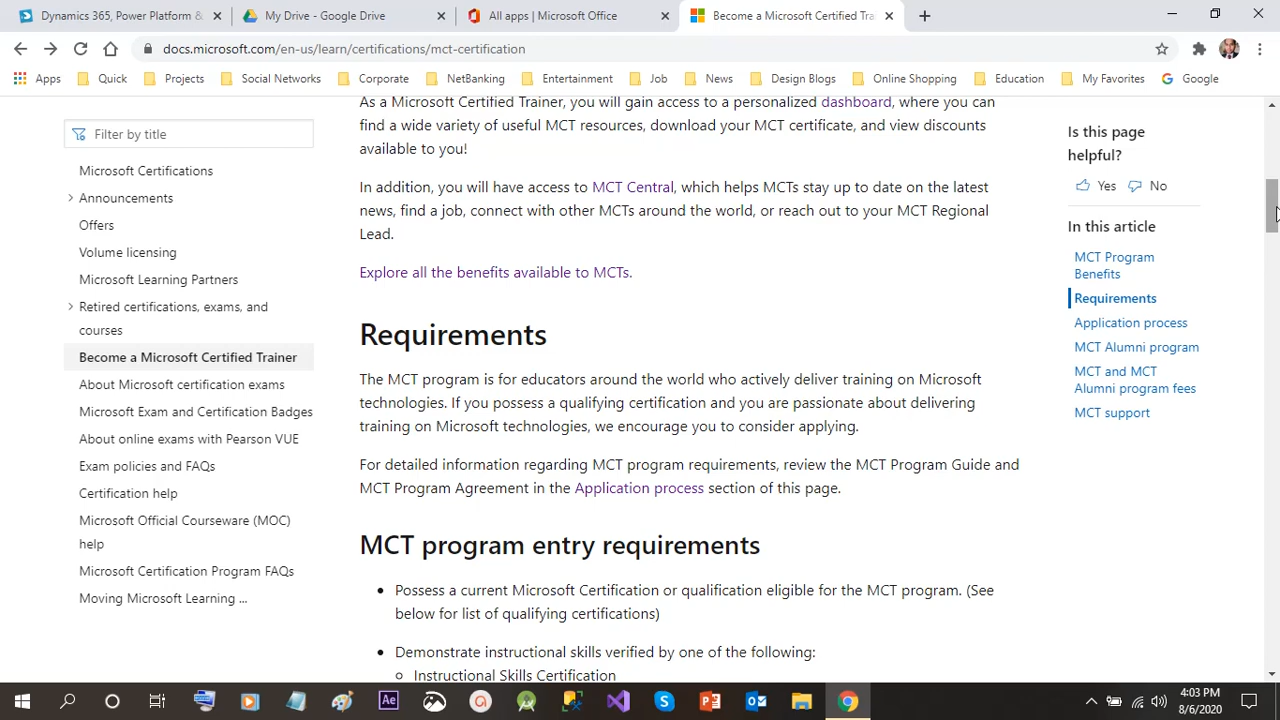 Dynamics 365, Power Platform &
My Drive - Google Drive
All apps | Microsoft Office
Become a Microsoft Certified Tra
docs.microsoft.com/en-us/learn/certifications/mct-certification
Apps
Quick
Projects
Social Networks
Corporate
NetBanking
Entertainment
Job
News
Design Blogs
Online Shopping
Education
My Favorites
Google
Filter by title
Microsoft Certifications
Announcements
Offers
Volume licensing
Microsoft Learning Partners
Retired certifications, exams, and
courses
Become a Microsoft Certified Trainer
About Microsoft certification exams
Microsoft Exam and Certification Badges
About online exams with Pearson VUE
Exam policies and FAQs
Certification help
Microsoft Official Courseware (MOC)
help
Microsoft Certification Program FAQs
Moving Microsoft Learning ...
As a Microsoft Certified Trainer, you will gain access to a personalized dashboard, where you can
find a wide variety of useful MCT resources, download your MCT certificate, and view discounts
available to you!
In addition, you will have access to MCT Central, which helps MCTs stay up to date on the latest
news, find a job, connect with other MCTs around the world, or reach out to your MCT Regional
Lead.
Explore all the benefits available to MCTs.
Requirements
The MCT program is for educators around the world who actively deliver training on Microsoft
technologies. If you possess a qualifying certification and you are passionate about delivering
training on Microsoft technologies, we encourage you to consider applying.
For detailed information regarding MCT program requirements, review the MCT Program Guide and
MCT Program Agreement in the Application process section of this page.
MCT program entry requirements
• Possess a current Microsoft Certification or qualification eligible for the MCT program. (See
below for list of qualifying certifications)
• Demonstrate instructional skills verified by one of the following:
Instructional Skills Certification
Is this page
helpful?
Yes
No
In this article
MCT Program
Benefits
Requirements
Application process
MCT Alumni program
MCT and MCT
Alumni program fees
MCT support
Ae
4:03 PM
8/6/2020